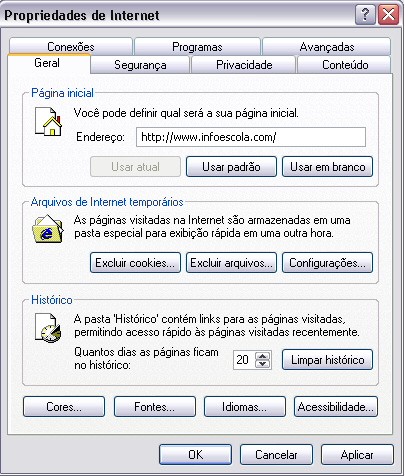 Propriedades de Internet
Conexões Programas Avançadas
Geral Segurança Privacidade Conteúdo
Página inicial
Você pode definir qual será a sua página inicial.
Endereço: http://www.infoescola.com/
Usar atual Usar padrão Usar em branco
Arquivos de Internet temporários
As páginas visitadas na Internet são armazenadas em uma
pasta especial para exibição rápida em uma outra hora.
Excluir cookies... Excluir arquivos... Configurações...
Histórico
A pasta 'Histórico' contém links para as páginas visitadas,
permitindo acesso rápido às páginas visitadas recentemente.
Quantos dias as páginas ficam
no histórico: 20 Limpar histórico
Cores... Fontes... Idiomas... Acessibilidade...
OK Cancelar Aplicar